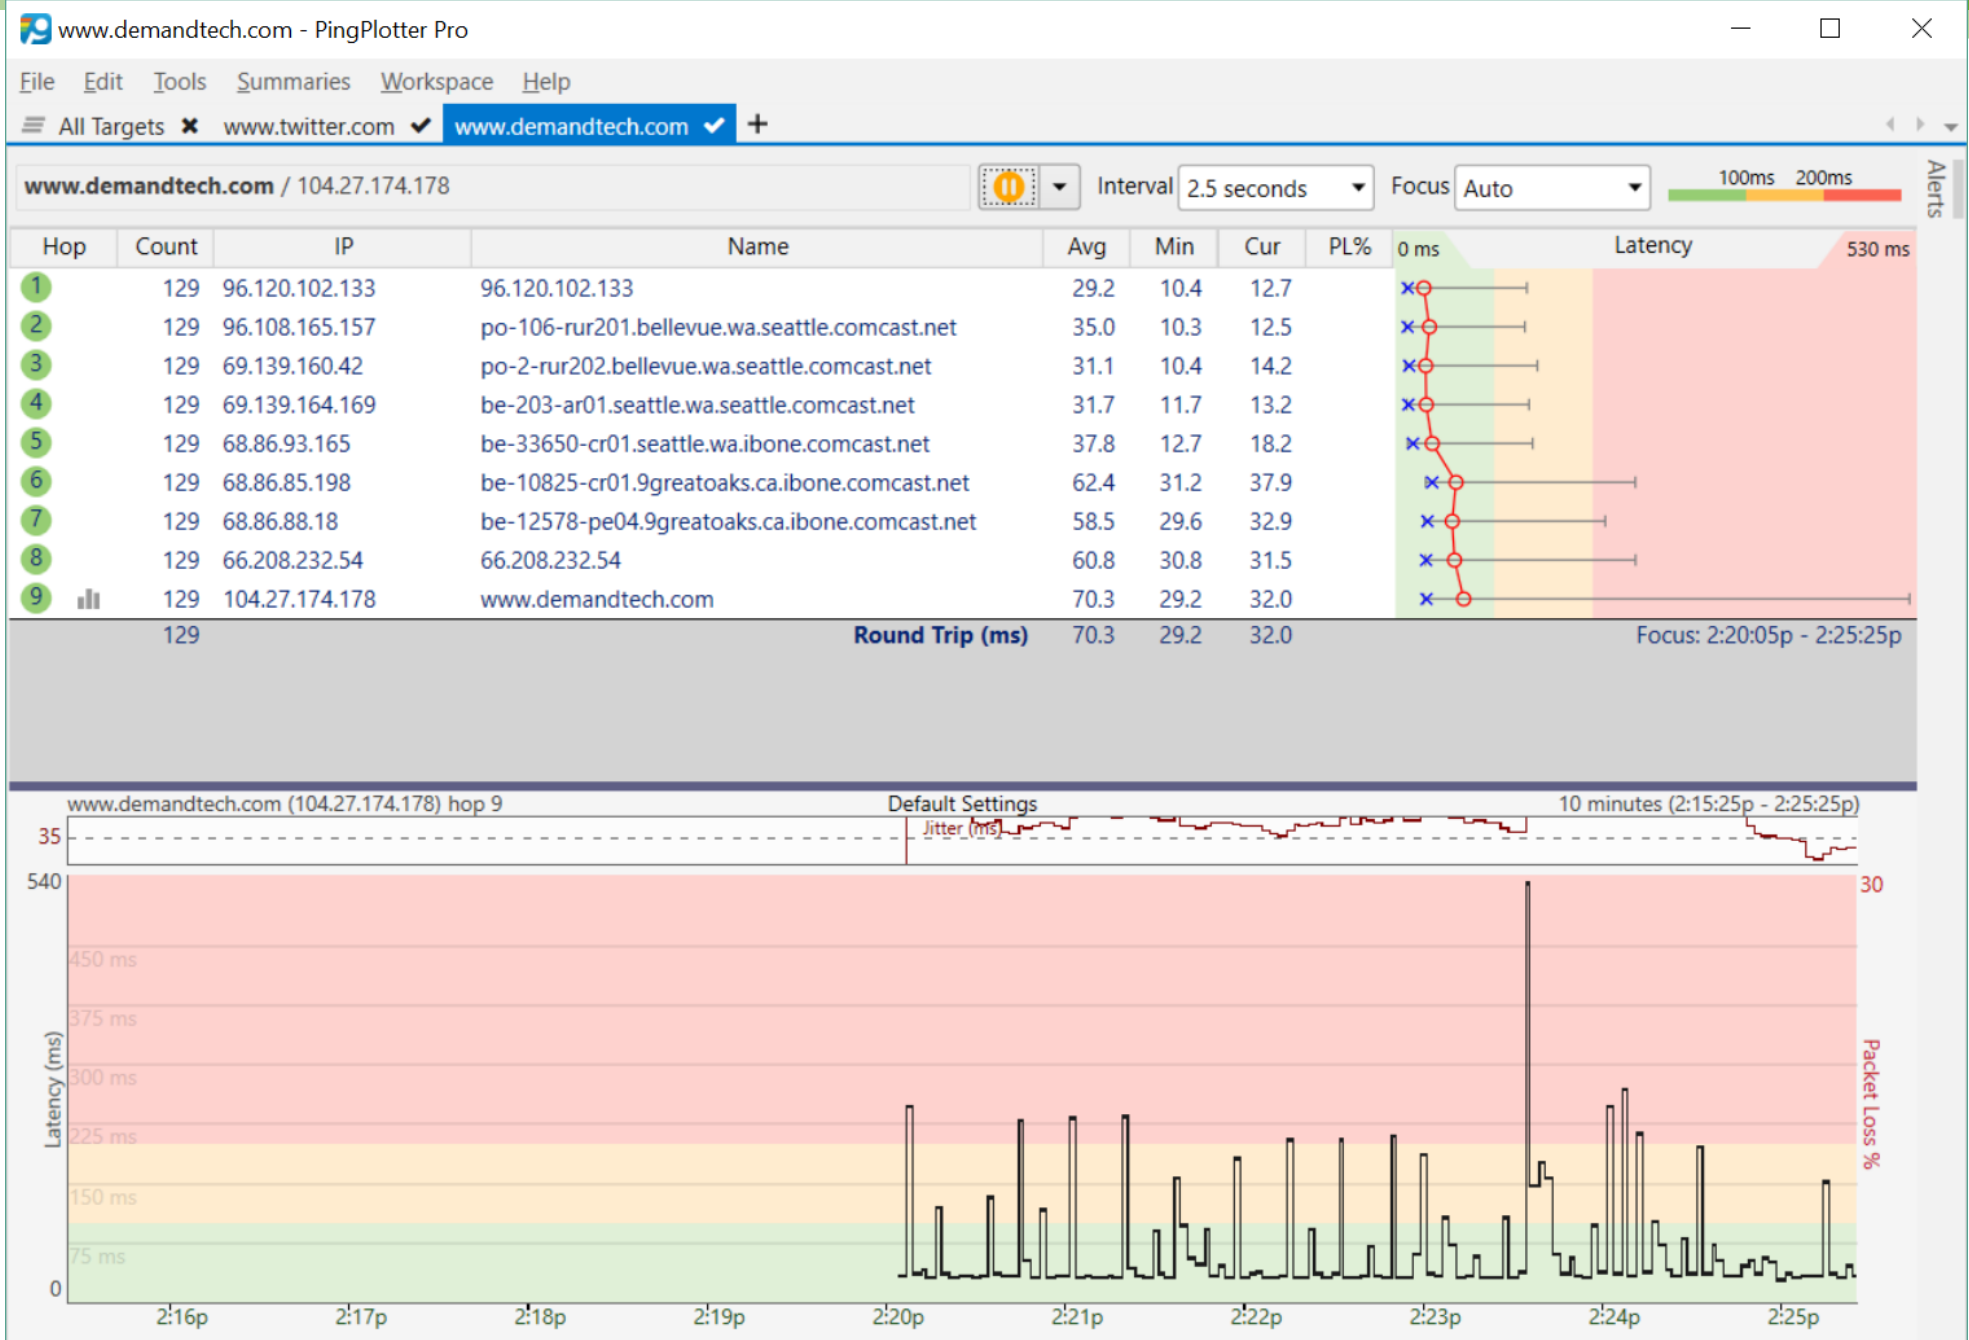 www.demandtech.com - PingPlotter Pro
File Edit Tools Summaries Workspace Help
All Targets www.twitter.com www.demandtech.com +
www.demandtech.com / 104.27.174.178 Interval 2.5 seconds Focus Auto 100ms 200ms
Alerts
Hop Count IP Name Avg Min Cur PL% 0 ms Latency 530 ms
1 129 96.120.102.133 96.120.102.133 29.2 10.4 12.7
2 129 96.108.165.157 po-106-rur201.bellevue.wa.seattle.comcast.net 35.0 10.3 12.5
3 129 69.139.160.42 po-2-rur202.bellevue.wa.seattle.comcast.net 31.1 10.4 14.2
4 129 69.139.164.169 be-203-ar01.seattle.wa.seattle.comcast.net 31.7 11.7 13.2
5 129 68.86.93.165 be-33650-cr01.seattle.wa.ibone.comcast.net 37.8 12.7 18.2
6 129 68.86.85.198 be-10825-cr01.9greatoaks.ca.ibone.comcast.net 62.4 31.2 37.9
7 129 68.86.88.18 be-12578-pe04.9greatoaks.ca.ibone.comcast.net 58.5 29.6 32.9
8 129 66.208.232.54 66.208.232.54 60.8 30.8 31.5
9 129 104.27.174.178 www.demandtech.com 70.3 29.2 32.0
129 Round Trip (ms) 70.3 29.2 32.0 Focus: 2:20:05p - 2:25:25p
www.demandtech.com (104.27.174.178) hop 9 Default Settings 10 minutes (2:15:25p - 2:25:25p)
35 Jitter (ms)
540 30
450 ms
375 ms
300 ms
225 ms
150 ms
75 ms
0
Latency (ms)
Packet Loss %
2:16p 2:17p 2:18p 2:19p 2:20p 2:21p 2:22p 2:23p 2:24p 2:25p